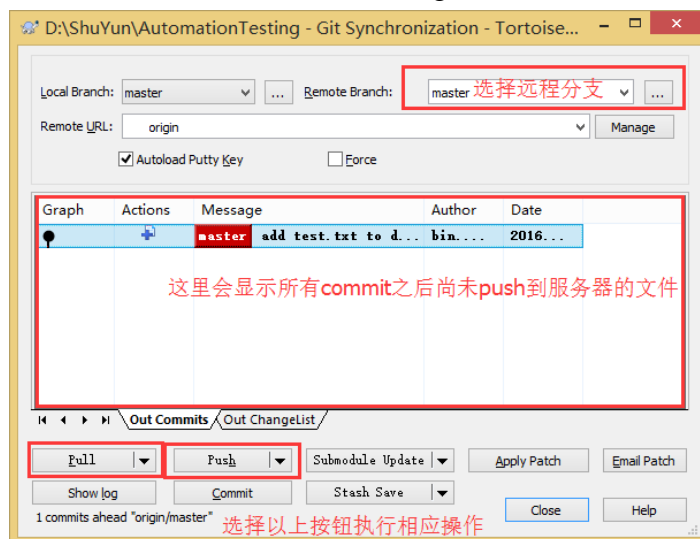 D:\ShuYun\AutomationTesting - Git Synchronization - Tortoise...
Local Branch: master ... Remote Branch: master 选择远程分支 ...
Remote URL: origin Manage
Autoload Putty Key Force
Graph Actions Message Author Date
master add test.txt to d... bin.... 2016...
这里会显示所有commit之后尚未push到服务器的文件
Out Commits Out ChangeList
Pull Push Submodule Update Apply Patch Email Patch
Show log Commit Stash Save Close Help
1 commits ahead "origin/master" 选择以上按钮执行相应操作